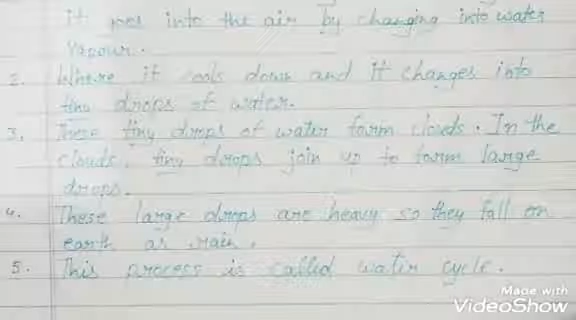 it rises into the air by changing into water
vapour.
2. Where it cools down and it changes into
tiny drops of water.
3. These tiny drops of water form clouds. In the
clouds, tiny drops join up to form large
drops.
4. These large drops are heavy so they fall on
earth as rain.
5. This process is called water cycle.
Made with
VideoShow